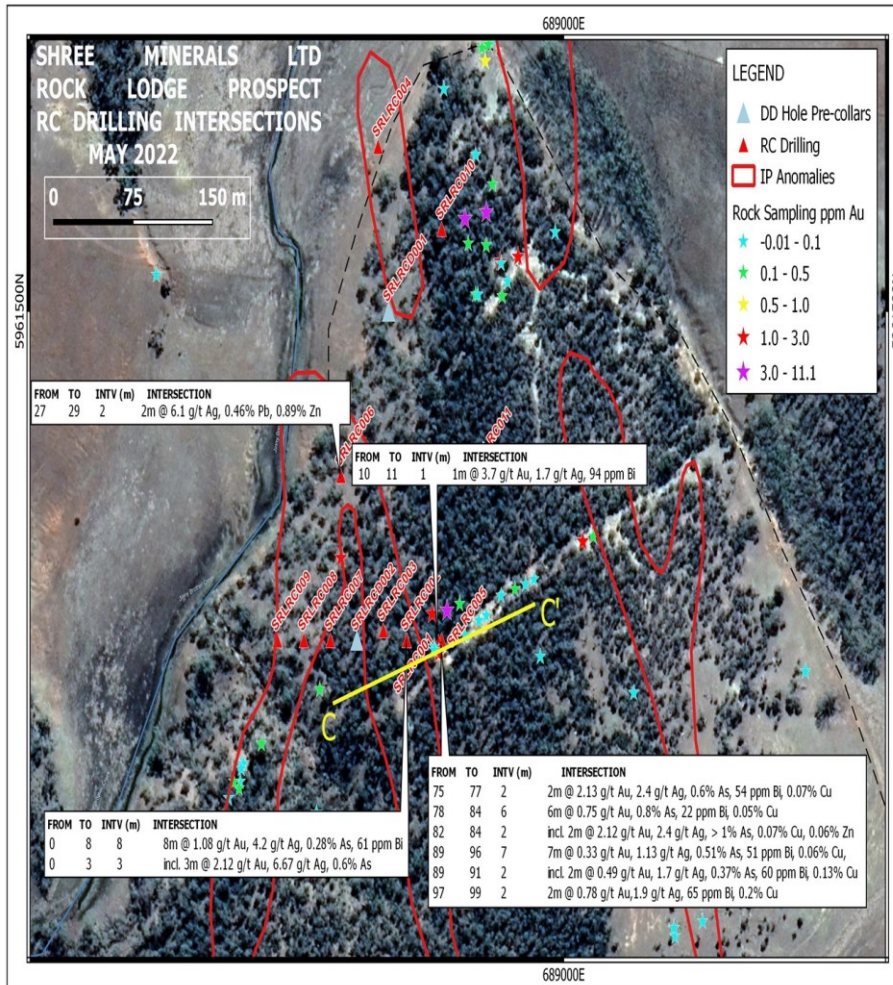 689000E
SHREE MINERALS LTD
ROCK LODGE PROSPECT
RC DRILLING INTERSECTIONS
MAY 2022
0 75 150 m
LEGEND
DD Hole Pre-collars
RC Drilling
IP Anomalies
Rock Sampling ppm Au
-0.01 - 0.1
0.1 - 0.5
0.5 - 1.0
1.0 - 3.0
3.0 - 11.1
5961500N
SRLRC004
SRLRC010
SRLRCD001
FROM TO INTV (m) INTERSECTION
27 29 2 2m @ 6.1 g/t Ag, 0.46% Pb, 0.89% Zn
FROM TO INTV (m) INTERSECTION
10 11 1 1m @ 3.7 g/t Au, 1.7 g/t Ag, 94 ppm Bi
SRLRC009
SRLRC008
SRLRC007
SRLRCD002
SRLRC003
SRLRC001
SRLRC005
C
C'
FROM TO INTV (m) INTERSECTION
0 8 8 8m @ 1.08 g/t Au, 4.2 g/t Ag, 0.28% As, 61 ppm Bi
0 3 3 incl. 3m @ 2.12 g/t Au, 6.67 g/t Ag, 0.6% As
FROM TO INTV (m) INTERSECTION
75 77 2 2m @ 2.13 g/t Au, 2.4 g/t Ag, 0.6% As, 54 ppm Bi, 0.07% Cu
78 84 6 6m @ 0.75 g/t Au, 0.8% As, 22 ppm Bi, 0.05% Cu
82 84 2 incl. 2m @ 2.12 g/t Au, 2.4 g/t Ag, > 1% As, 0.07% Cu, 0.06% Zn
89 96 7 7m @ 0.33 g/t Au, 1.13 g/t Ag, 0.51% As, 51 ppm Bi, 0.06% Cu,
89 91 2 incl. 2m @ 0.49 g/t Au, 1.7 g/t Ag, 0.37% As, 60 ppm Bi, 0.13% Cu
97 99 2 2m @ 0.78 g/t Au,1.9 g/t Ag, 65 ppm Bi, 0.2% Cu
689000E